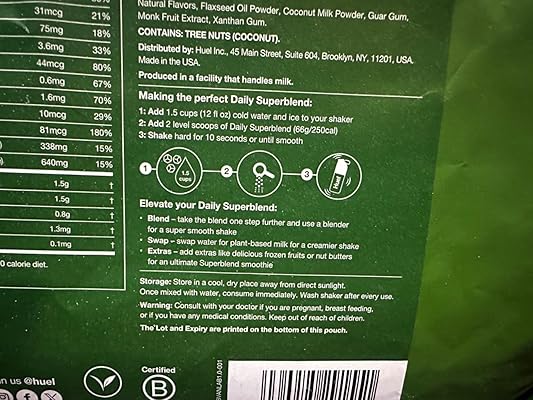 31mcg 21%
75mg 18%
3.6mg 33%
44mcg 80%
0.6mg 67%
1.6mg 70%
10mcg 29%
81mcg 180%
338mg 15%
640mg 15%
1.5g †
1.5g †
0.8g †
1.3mg †
0.1mg †
0 calorie diet.
Natural Flavors, Flaxseed Oil Powder, Coconut Milk Powder, Guar Gum,
Monk Fruit Extract, Xanthan Gum.
CONTAINS: TREE NUTS (COCONUT).
Distributed by: Huel Inc., 45 Main Street, Suite 604, Brooklyn, NY, 11201, USA.
Made in the USA.
Produced in a facility that handles milk.
Making the perfect Daily Superblend:
1: Add 1.5 cups (12 fl oz) cold water and ice to your shaker
2: Add 2 level scoops of Daily Superblend (66g/250cal)
3: Shake hard for 10 seconds or until smooth
1
1.5
cups
2
3
Huel
Elevate your Daily Superblend:
• Blend – take the blend one step further and use a blender
for a super smooth shake
• Swap – swap water for plant-based milk for a creamier shake
• Extras – add extras like delicious frozen fruits or nut butters
for an ultimate Superblend smoothie
Storage: Store in a cool, dry place away from direct sunlight.
Once mixed with water, consume immediately. Wash shaker after every use.
Warning: Consult with your doctor if you are pregnant, breast feeding,
or if you have any medical conditions. Keep out of reach of children.
The Lot and Expiry are printed on the bottom of this pouch.
n us @huel
Certified
B